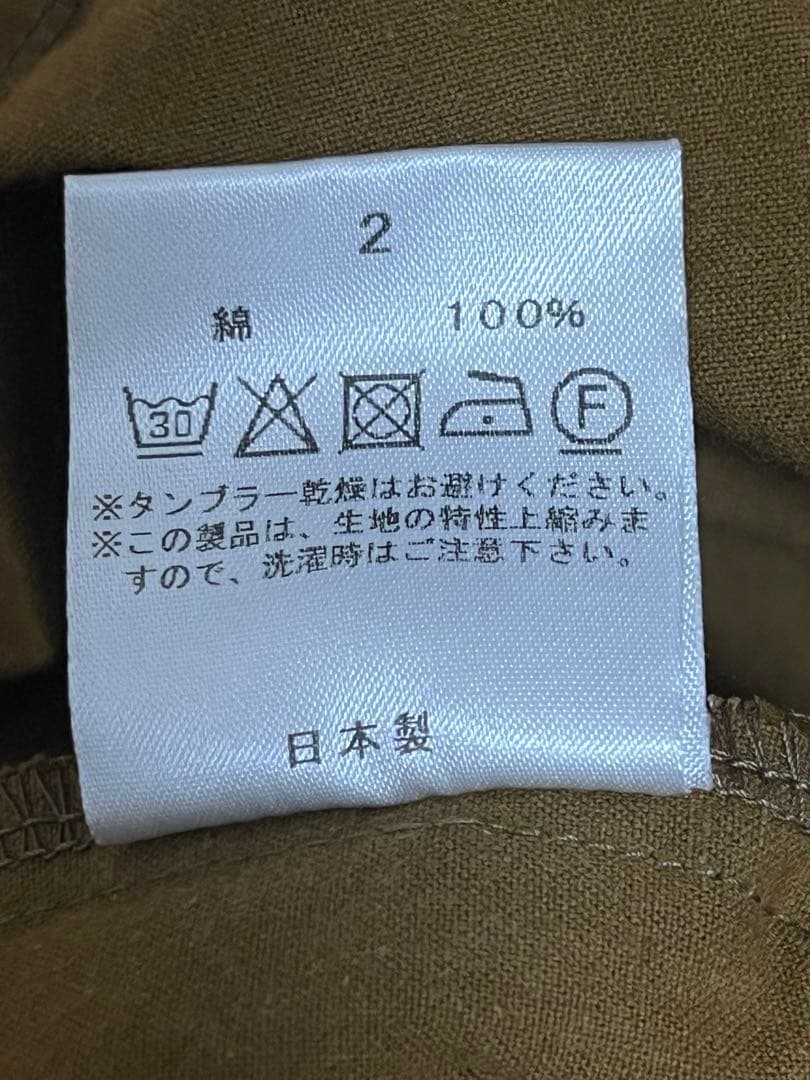 2
綿 100%
30 F
※タンブラー乾燥はお避けください。
※この製品は、生地の特性上縮みま
すので、洗濯時はご注意下さい。
日本製